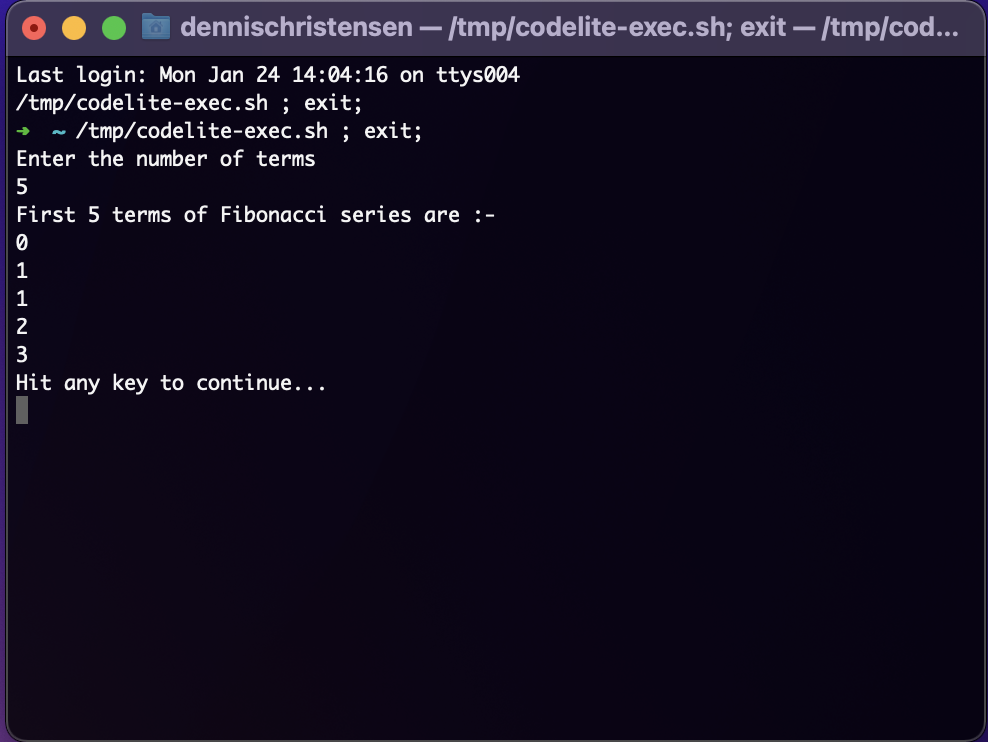 dennischristensen — /tmp/codelite-exec.sh; exit — /tmp/cod...
Last login: Mon Jan 24 14:04:16 on ttys004
/tmp/codelite-exec.sh ; exit;
➜  ~ /tmp/codelite-exec.sh ; exit;
Enter the number of terms
5
First 5 terms of Fibonacci series are :-
0
1
1
2
3
Hit any key to continue...